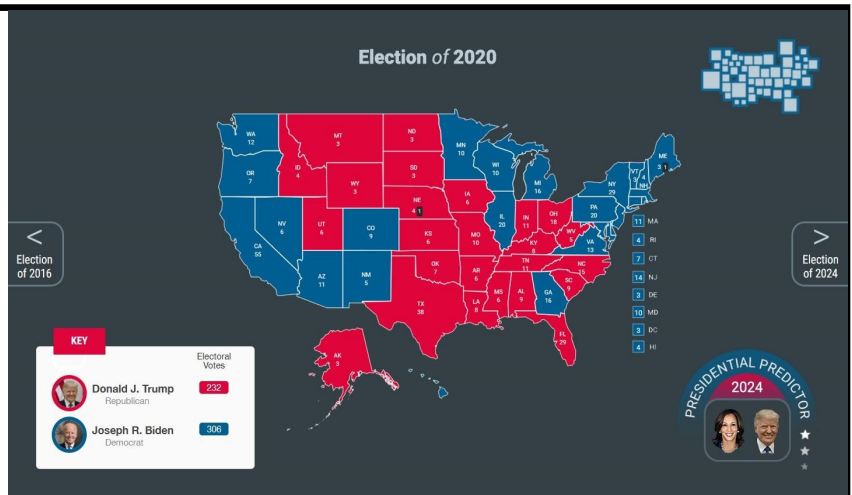 Election of 2020
WA
12
MT
3
ND
3
MN
10
ME
3 1
OR
7
ID
4
SD
3
WI
10
VT
3
4
NH
WY
3
MI
16
NY
29
NE
4 1
IA
6
PA
20
NV
6
UT
6
CO
9
IL
20
IN
11
OH
18
CA
55
KS
6
MO
10
WV
5
VA
13
KY
8
AZ
11
NM
5
OK
7
AR
6
TN
11
NC
15
SC
9
TX
38
LA
8
MS
6
AL
9
GA
16
FL
29
AK
3
11 MA
4 RI
7 CT
14 NJ
3 DE
10 MD
3 DC
4 HI
<
Election
of 2016
>
Election
of 2024
KEY
Electoral
Votes
Donald J. Trump 232
Republican
Joseph R. Biden 306
Democrat
PRESIDENTIAL PREDICTOR
2024